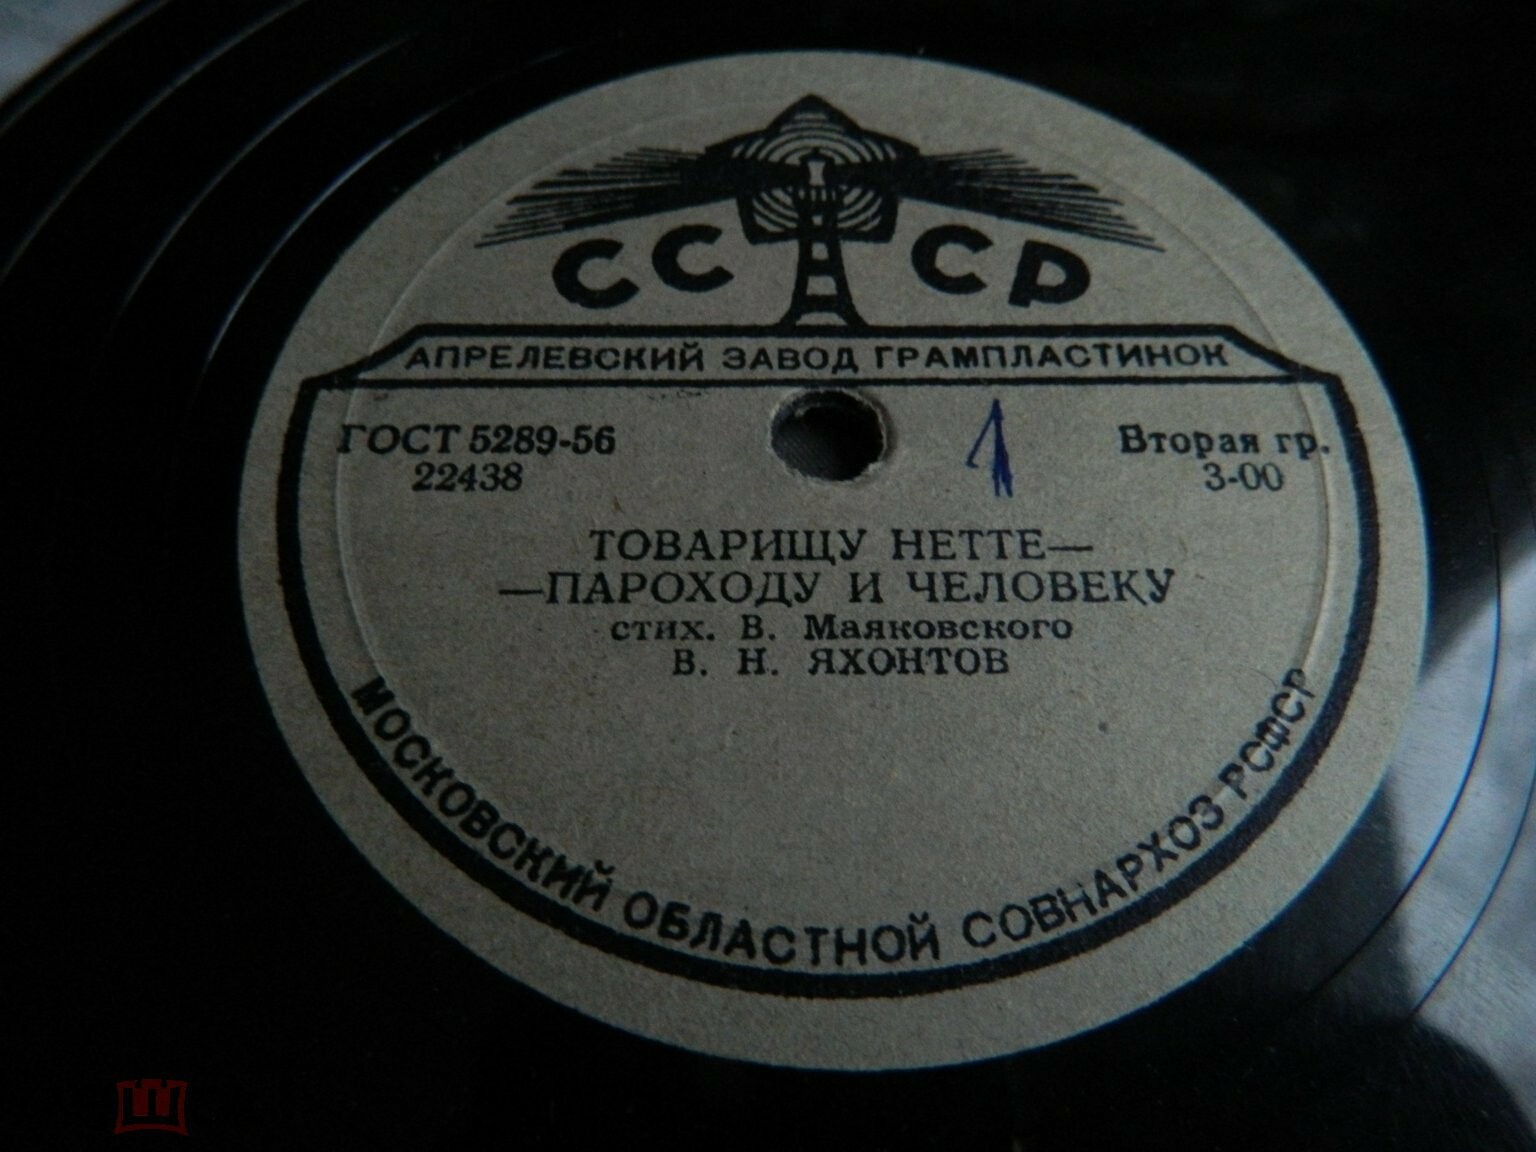 СССР
АПРЕЛЕВСКИЙ ЗАВОД ГРАМПЛАСТИНОК
ГОСТ 5289-56
22438
1
Вторая гр.
3-00
ТОВАРИЩУ НЕТТЕ—
—ПАРОХОДУ И ЧЕЛОВЕКУ
стих. В. Маяковского
В. Н. ЯХОНТОВ
МОСКОВСКИЙ ОБЛАСТНОЙ СОВНАРХОЗ РСФСР